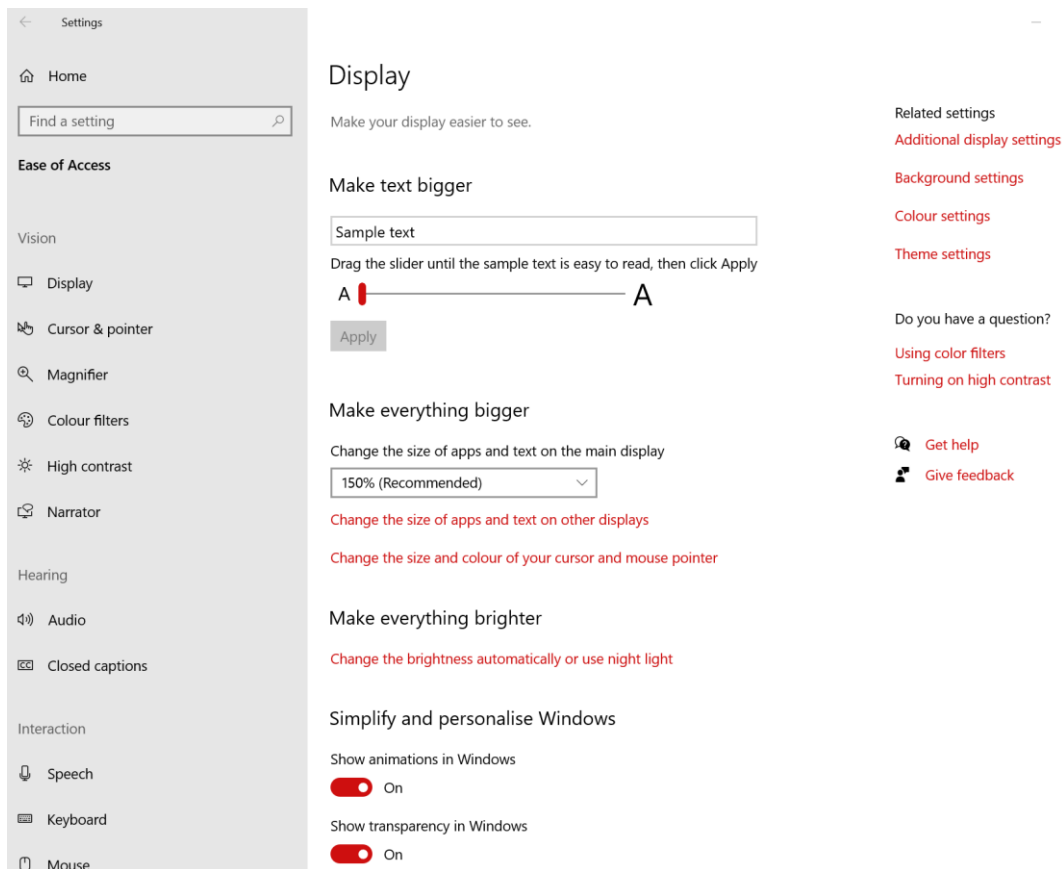 Settings
Home
Find a setting
Ease of Access
Vision
Display
Cursor & pointer
Magnifier
Colour filters
High contrast
Narrator
Hearing
Audio
CC Closed captions
Interaction
Speech
Keyboard
Mouse
Display
Make your display easier to see.
Make text bigger
Sample text
Drag the slider until the sample text is easy to read, then click Apply
A A
Apply
Make everything bigger
Change the size of apps and text on the main display
150% (Recommended)
Change the size of apps and text on other displays
Change the size and colour of your cursor and mouse pointer
Make everything brighter
Change the brightness automatically or use night light
Simplify and personalise Windows
Show animations in Windows
On
Show transparency in Windows
On
Related settings
Additional display settings
Background settings
Colour settings
Theme settings
Do you have a question?
Using color filters
Turning on high contrast
Get help
Give feedback